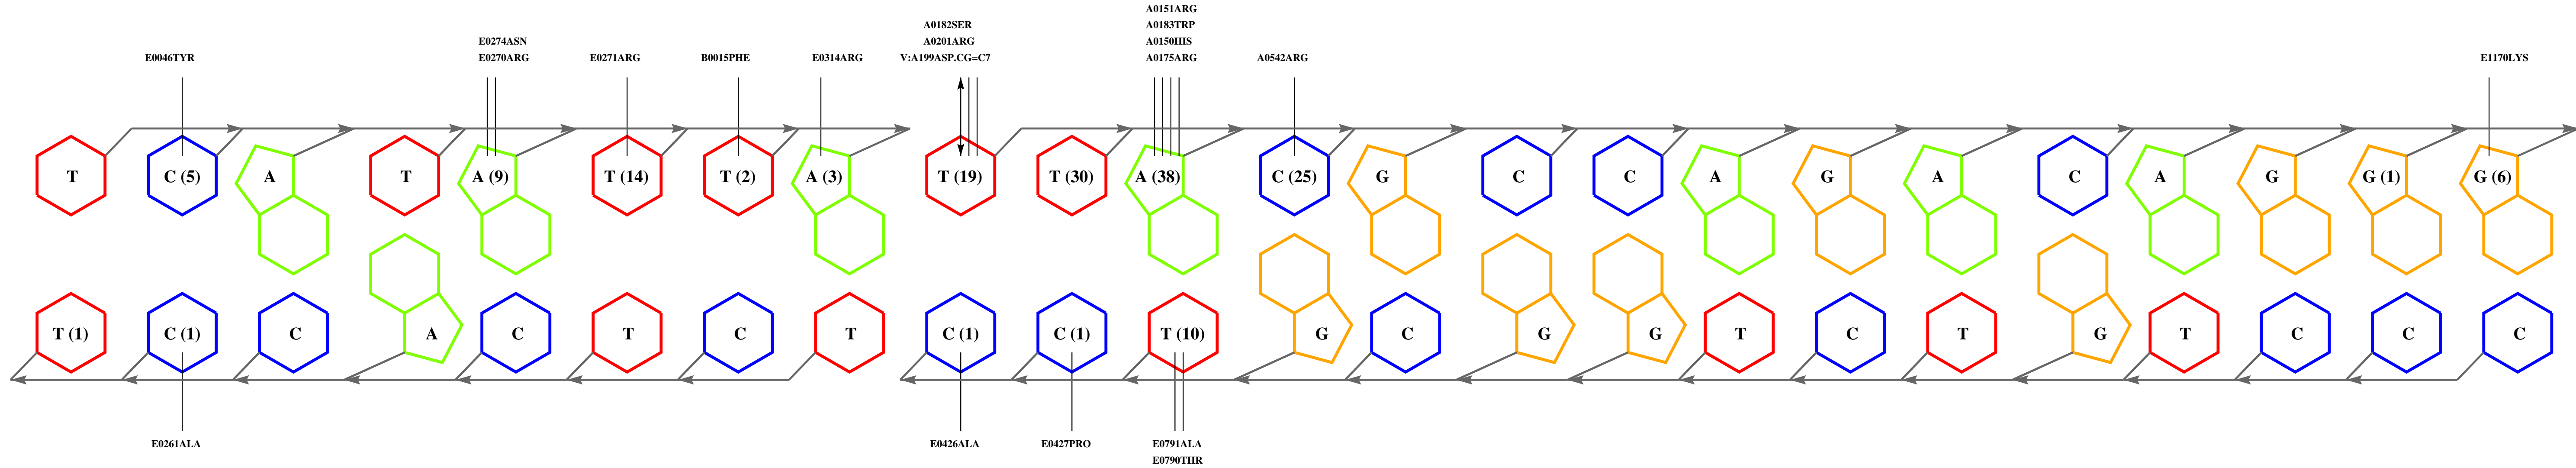 A0151ARG
A0182SER A0183TRP
E0274ASN A0201ARG A0150HIS
E0046TYR E0270ARG E0271ARG B0015PHE E0314ARG V:A199ASP.CG=C7 A0175ARG A0542ARG E1170LYS
T C (5) A T A (9) T (14) T (2) A (3) T (19) T (30) A (38) C (25) G C C A G A C A G G (1) G (6)
T (1) C (1) C A C T C T C (1) C (1) T (10) G C G G T C T G T C C C
E0261ALA E0426ALA E0427PRO E0791ALA
E0790THR